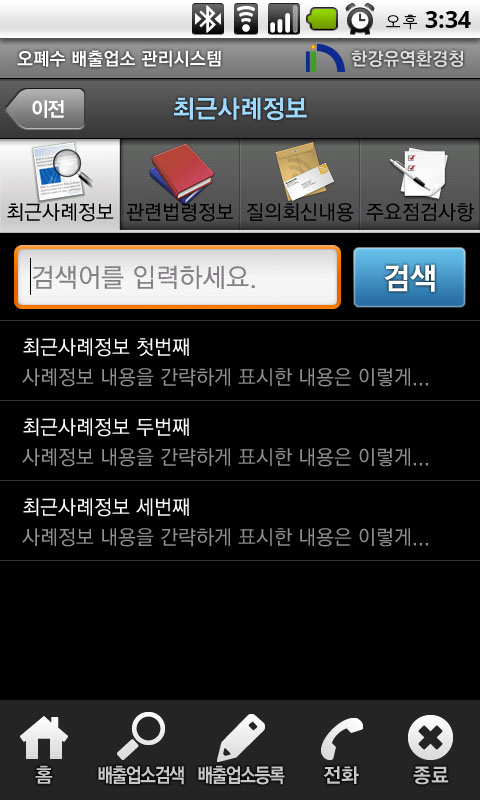 오후 3:34
오폐수 배출업소 관리시스템 한강유역환경청
이전 최근사례정보
최근사례정보 관련법령정보 질의회신내용 주요점검사항
검색어를 입력하세요. 검색
최근사례정보 첫번째
사례정보 내용을 간략하게 표시한 내용은 이렇게...
최근사례정보 두번째
사례정보 내용을 간략하게 표시한 내용은 이렇게...
최근사례정보 세번째
사례정보 내용을 간략하게 표시한 내용은 이렇게...
홈 배출업소검색 배출업소등록 전화 종료